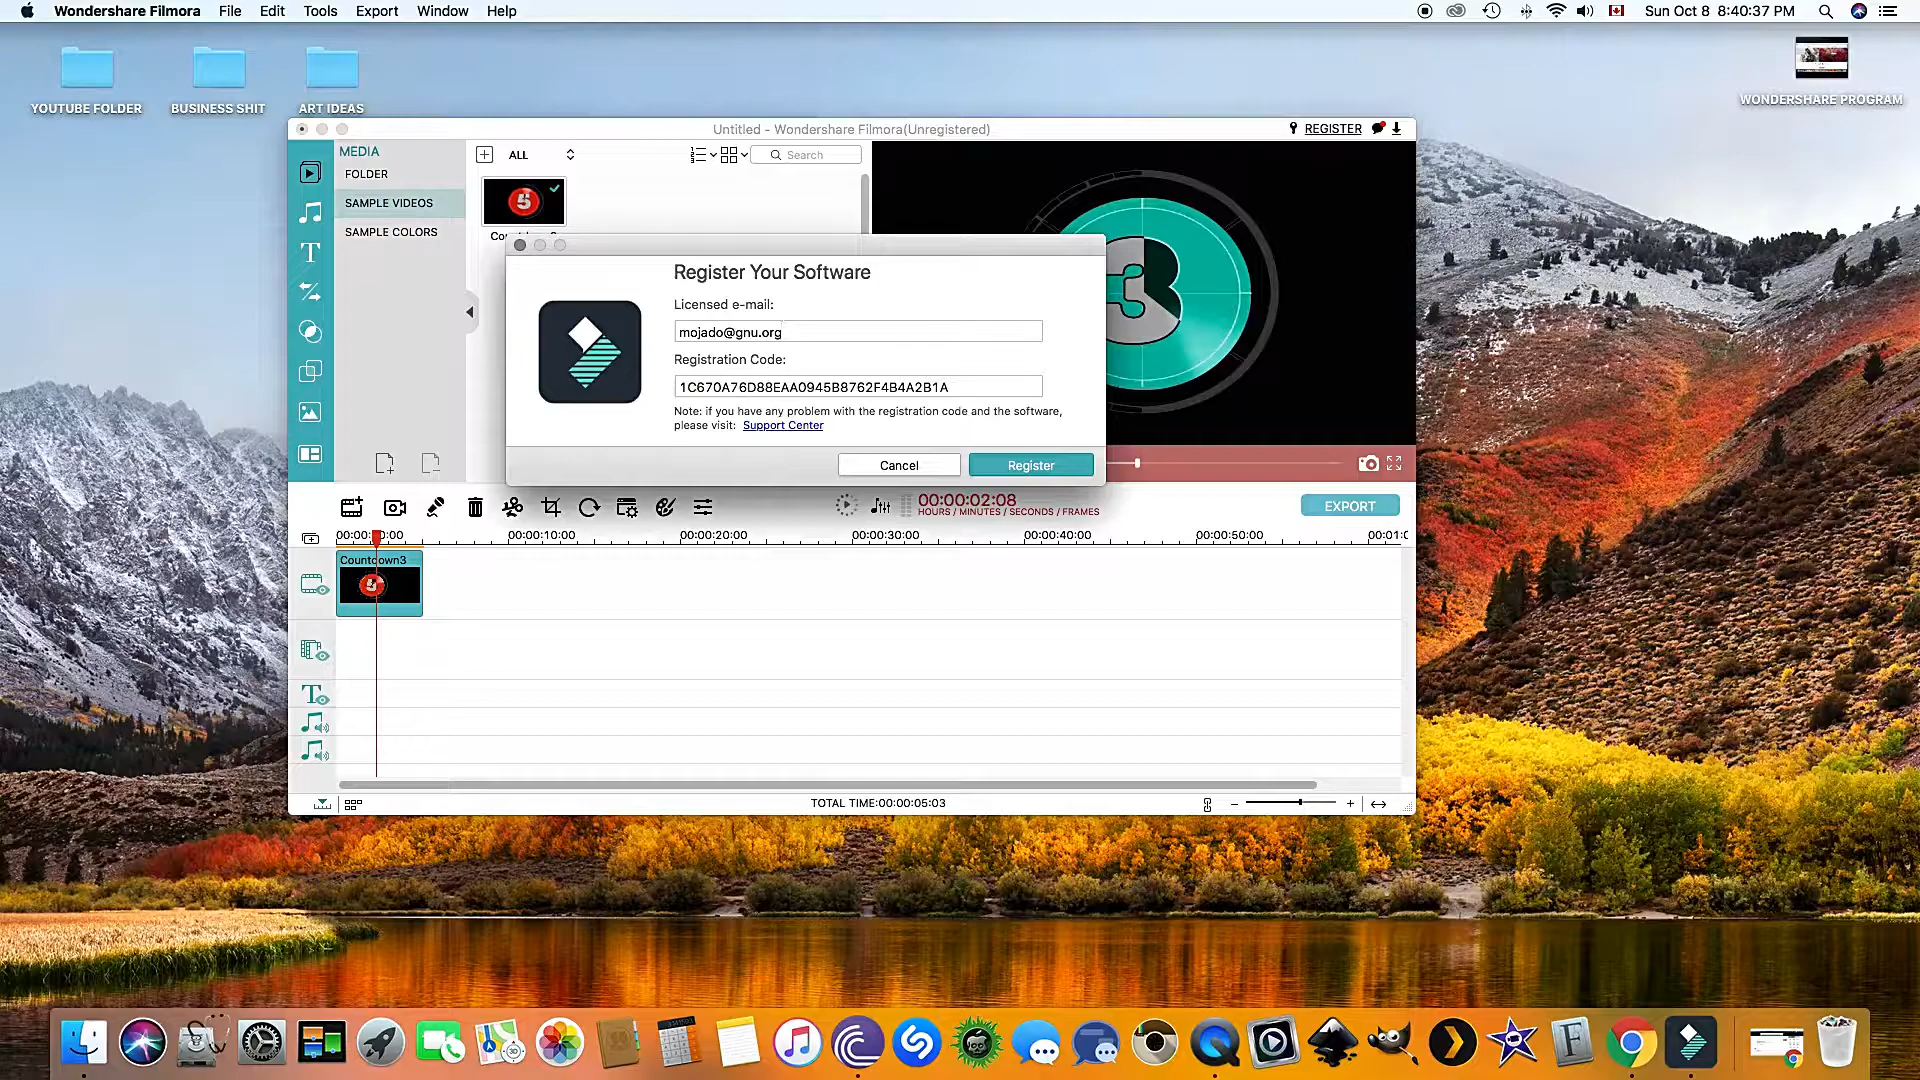 Wondershare Filmora File Edit Tools Export Window Help
Sun Oct 8 8:40:37 PM
YOUTUBE FOLDER
BUSINESS SHIT
ART IDEAS
WONDERSHARE PROGRAM
Untitled - Wondershare Filmora(Unregistered)
REGISTER
MEDIA
FOLDER
SAMPLE VIDEOS
SAMPLE COLORS
ALL
Search
5
3
Register Your Software
Licensed e-mail:
mojado@gnu.org
Registration Code:
1C670A76D88EAA0945B8762F4B4A2B1A
Note: if you have any problem with the registration code and the software,
please visit: Support Center
Cancel
Register
00:00:02:08
HOURS / MINUTES / SECONDS / FRAMES
EXPORT
00:00:10:00
00:00:20:00
00:00:30:00
00:00:40:00
00:00:50:00
Countdown3
5
TOTAL TIME:00:00:05:03